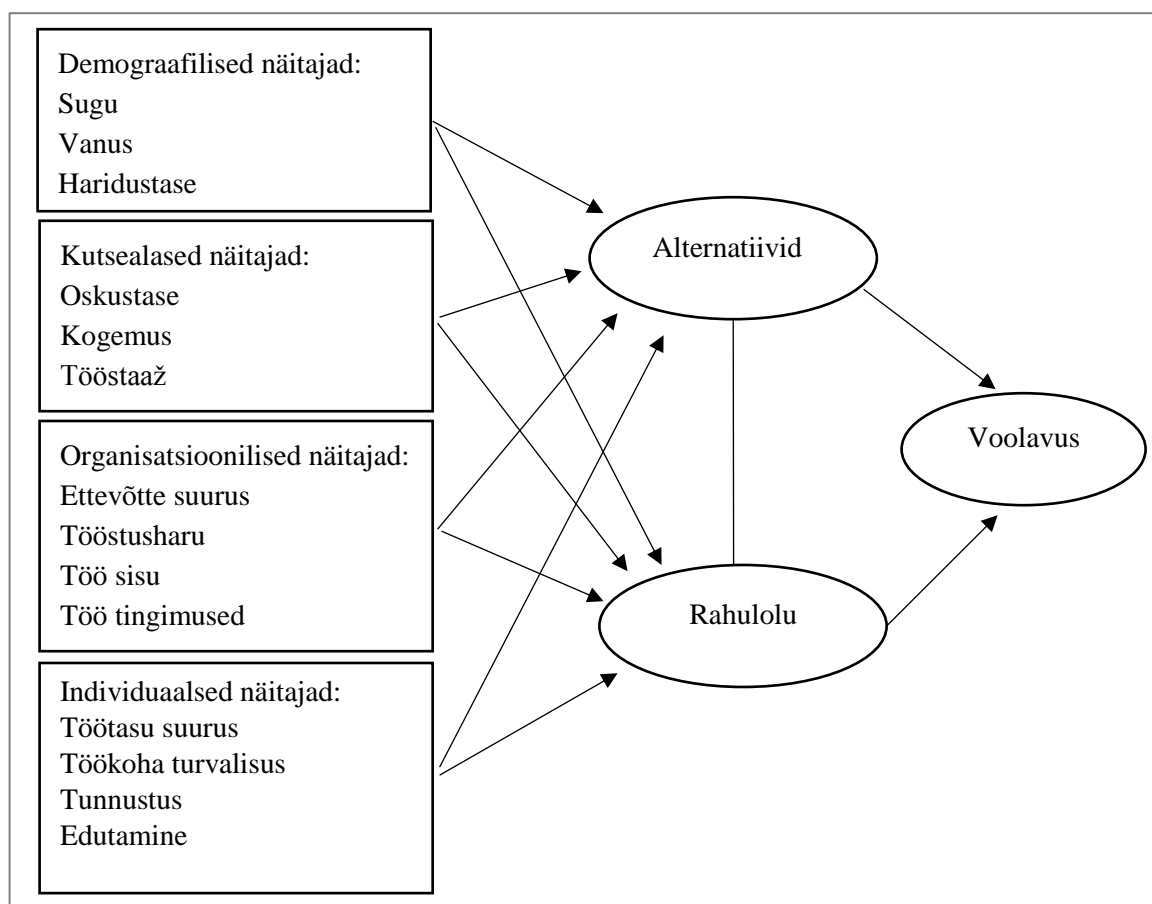 Demograafilised näitajad:
Sugu
Vanus
Haridustase
Kutsealased näitajad:
Oskustase
Kogemus
Tööstaaž
Organisatsioonilised näitajad:
Ettevõtte suurus
Tööstusharu
Töö sisu
Töö tingimused
Individuaalsed näitajad:
Töötasu suurus
Töökoha turvalisus
Tunnustus
Edutamine
Alternatiivid
Rahulolu
Voolavus